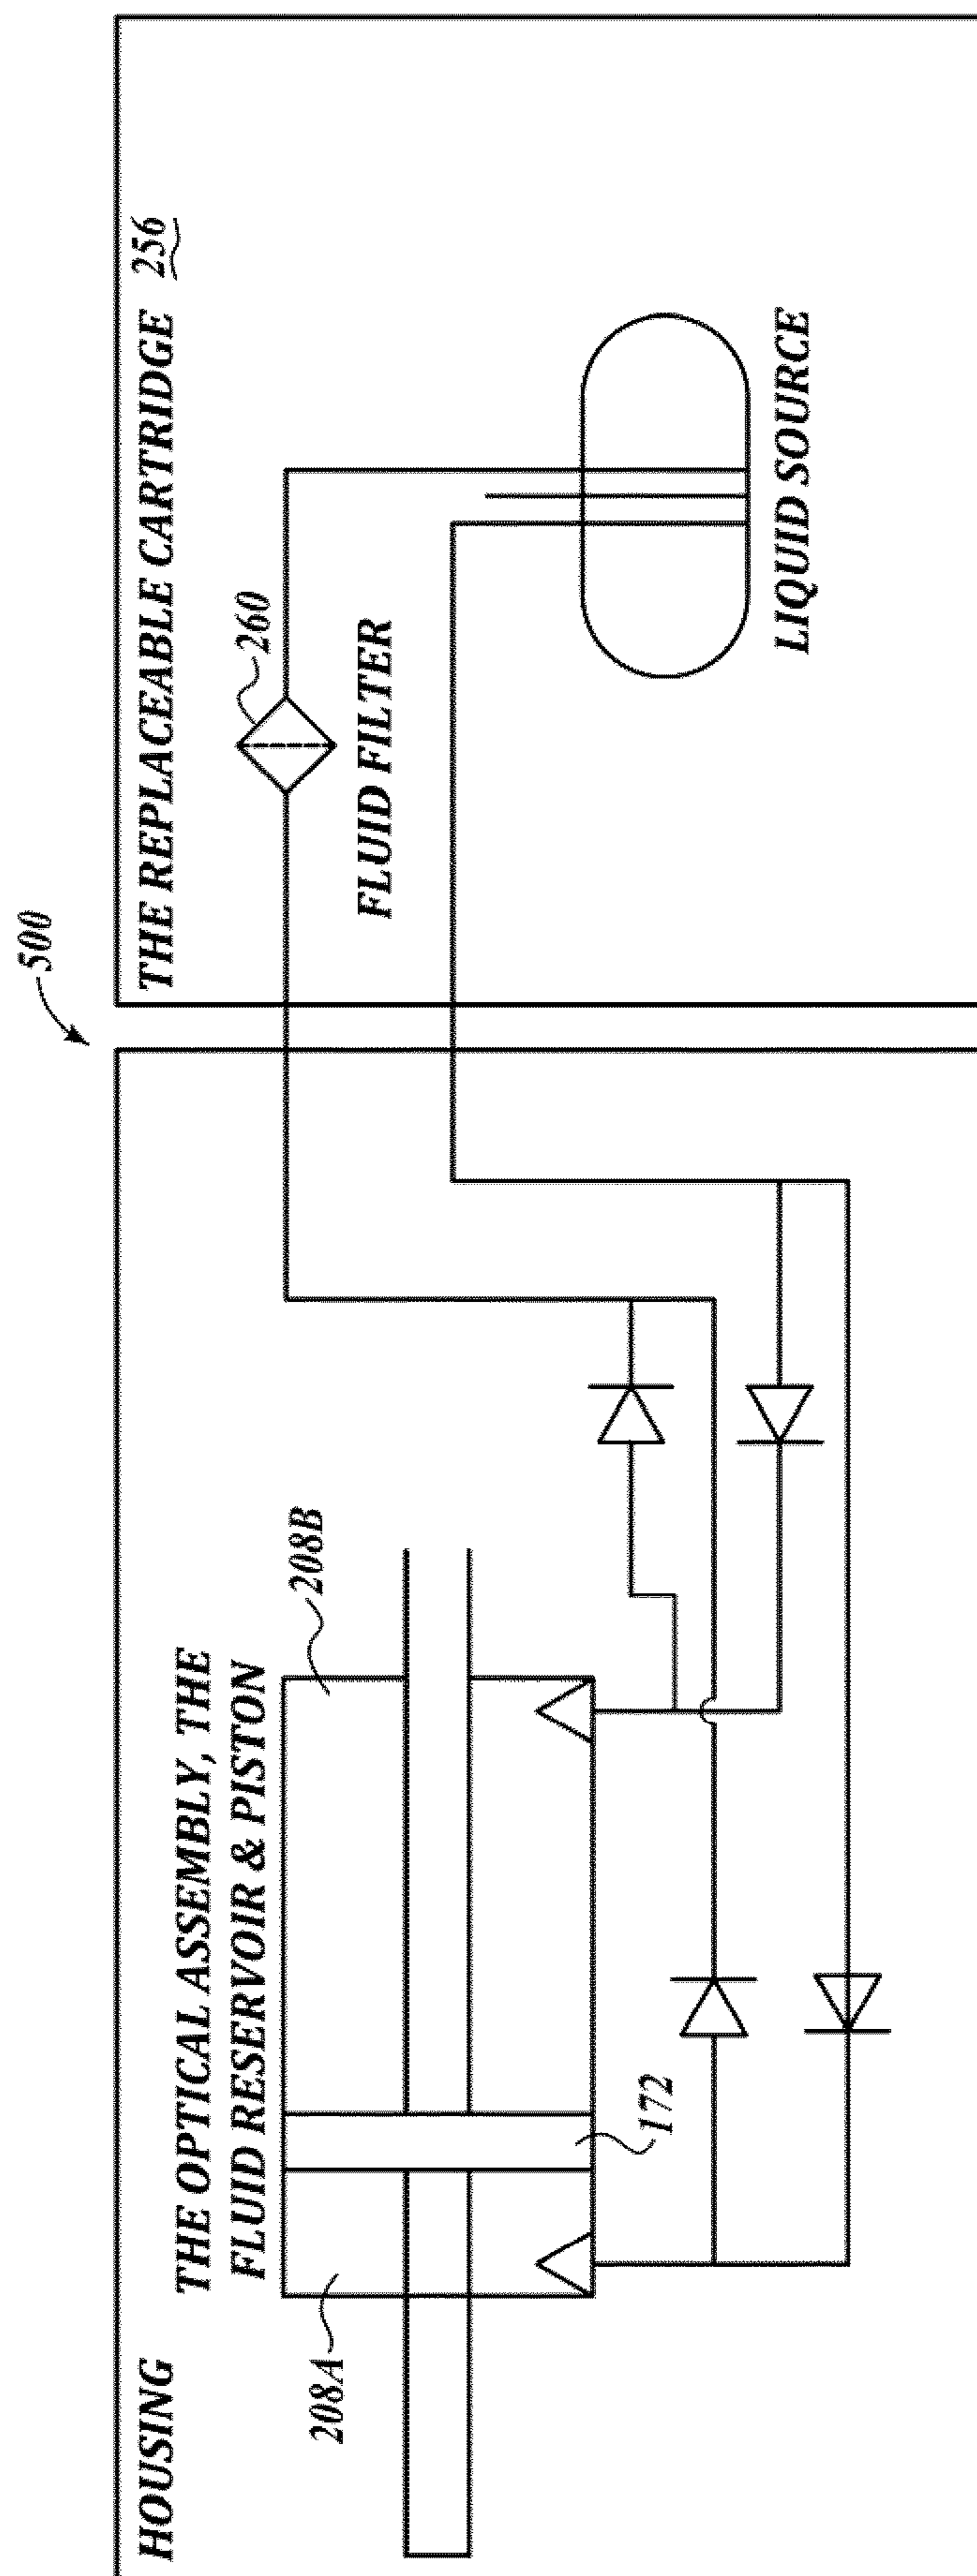 500
HOUSING
THE OPTICAL ASSEMBLY, THE
FLUID RESERVOIR & PISTON
208A
208B
172
THE REPLACEABLE CARTRIDGE 256
260
FLUID FILTER
LIQUID SOURCE